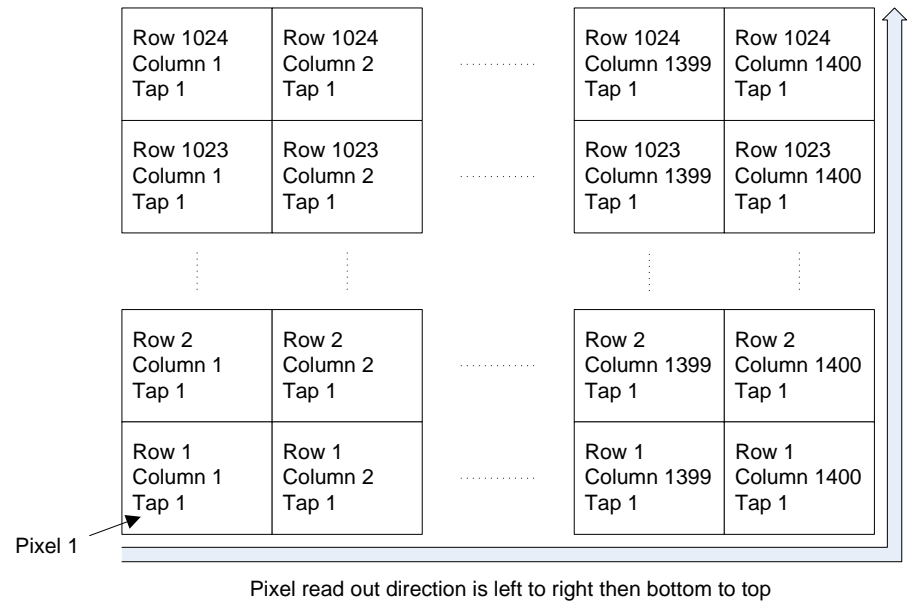 Row 1024
Column 1
Tap 1
Row 1024
Column 2
Tap 1
Row 1024
Column 1399
Tap 1
Row 1024
Column 1400
Tap 1
Row 1023
Column 1
Tap 1
Row 1023
Column 2
Tap 1
Row 1023
Column 1399
Tap 1
Row 1023
Column 1400
Tap 1
Row 2
Column 1
Tap 1
Row 2
Column 2
Tap 1
Row 2
Column 1399
Tap 1
Row 2
Column 1400
Tap 1
Row 1
Column 1
Tap 1
Row 1
Column 2
Tap 1
Row 1
Column 1399
Tap 1
Row 1
Column 1400
Tap 1
Pixel 1
Pixel read out direction is left to right then bottom to top